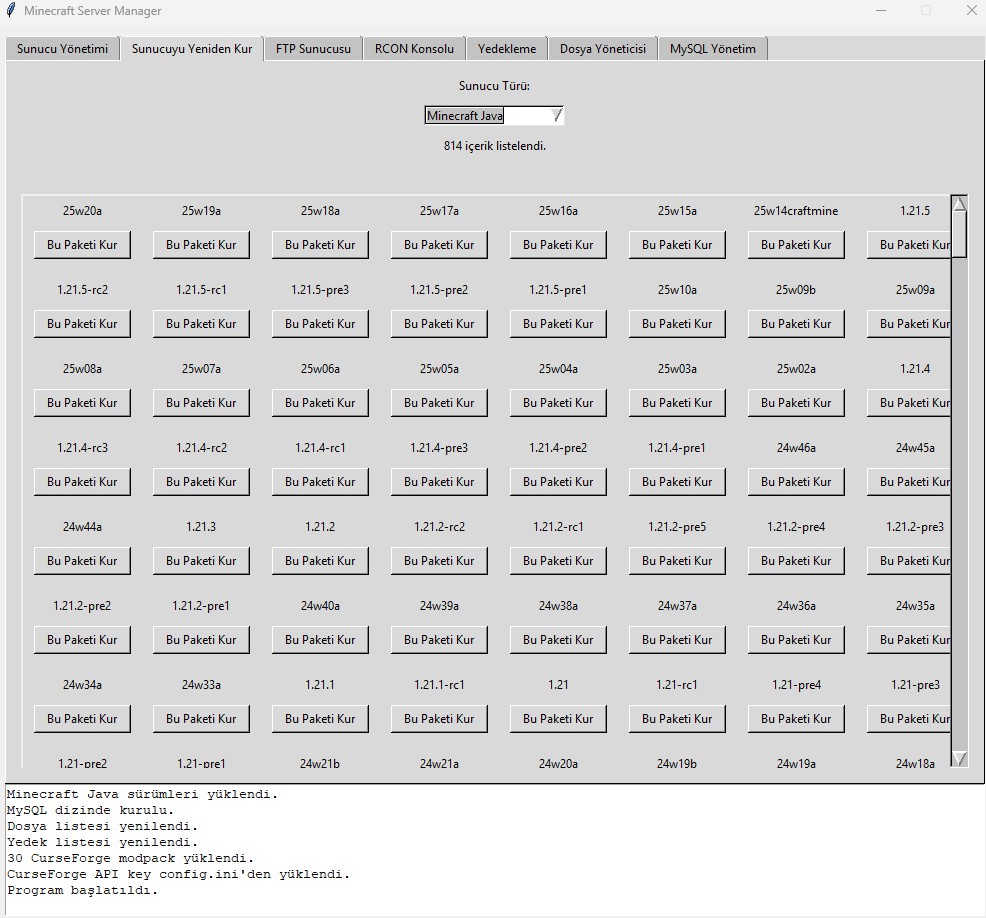 Minecraft Server Manager
Sunucu Yönetimi Sunucuyu Yeniden Kur FTP Sunucusu RCON Konsolu Yedekleme Dosya Yöneticisi MySQL Yönetim
Sunucu Türü:
Minecraft Java
814 içerik listelendi.
25w20a 25w19a 25w18a 25w17a 25w16a 25w15a 25w14craftmine 1.21.5
Bu Paketi Kur Bu Paketi Kur Bu Paketi Kur Bu Paketi Kur Bu Paketi Kur Bu Paketi Kur Bu Paketi Kur Bu Paketi Kur
1.21.5-rc2 1.21.5-rc1 1.21.5-pre3 1.21.5-pre2 1.21.5-pre1 25w10a 25w09b 25w09a
Bu Paketi Kur Bu Paketi Kur Bu Paketi Kur Bu Paketi Kur Bu Paketi Kur Bu Paketi Kur Bu Paketi Kur Bu Paketi Kur
25w08a 25w07a 25w06a 25w05a 25w04a 25w03a 25w02a 1.21.4
Bu Paketi Kur Bu Paketi Kur Bu Paketi Kur Bu Paketi Kur Bu Paketi Kur Bu Paketi Kur Bu Paketi Kur Bu Paketi Kur
1.21.4-rc3 1.21.4-rc2 1.21.4-rc1 1.21.4-pre3 1.21.4-pre2 1.21.4-pre1 24w46a 24w45a
Bu Paketi Kur Bu Paketi Kur Bu Paketi Kur Bu Paketi Kur Bu Paketi Kur Bu Paketi Kur Bu Paketi Kur Bu Paketi Kur
24w44a 1.21.3 1.21.2 1.21.2-rc2 1.21.2-rc1 1.21.2-pre5 1.21.2-pre4 1.21.2-pre3
Bu Paketi Kur Bu Paketi Kur Bu Paketi Kur Bu Paketi Kur Bu Paketi Kur Bu Paketi Kur Bu Paketi Kur Bu Paketi Kur
1.21.2-pre2 1.21.2-pre1 24w40a 24w39a 24w38a 24w37a 24w36a 24w35a
Bu Paketi Kur Bu Paketi Kur Bu Paketi Kur Bu Paketi Kur Bu Paketi Kur Bu Paketi Kur Bu Paketi Kur Bu Paketi Kur
24w34a 24w33a 1.21.1 1.21.1-rc1 1.21 1.21-rc1 1.21-pre4 1.21-pre3
Bu Paketi Kur Bu Paketi Kur Bu Paketi Kur Bu Paketi Kur Bu Paketi Kur Bu Paketi Kur Bu Paketi Kur Bu Paketi Kur
1.21-pre2 1.21-pre1 24w21b 24w21a 24w20a 24w19b 24w19a 24w18a
Minecraft Java sürümleri yüklendi.
MySQL dizinde kurulu.
Dosya listesi yenilendi.
Yedek listesi yenilendi.
30 CurseForge modpack yüklendi.
CurseForge API key config.ini'den yüklendi.
Program başlatıldı.